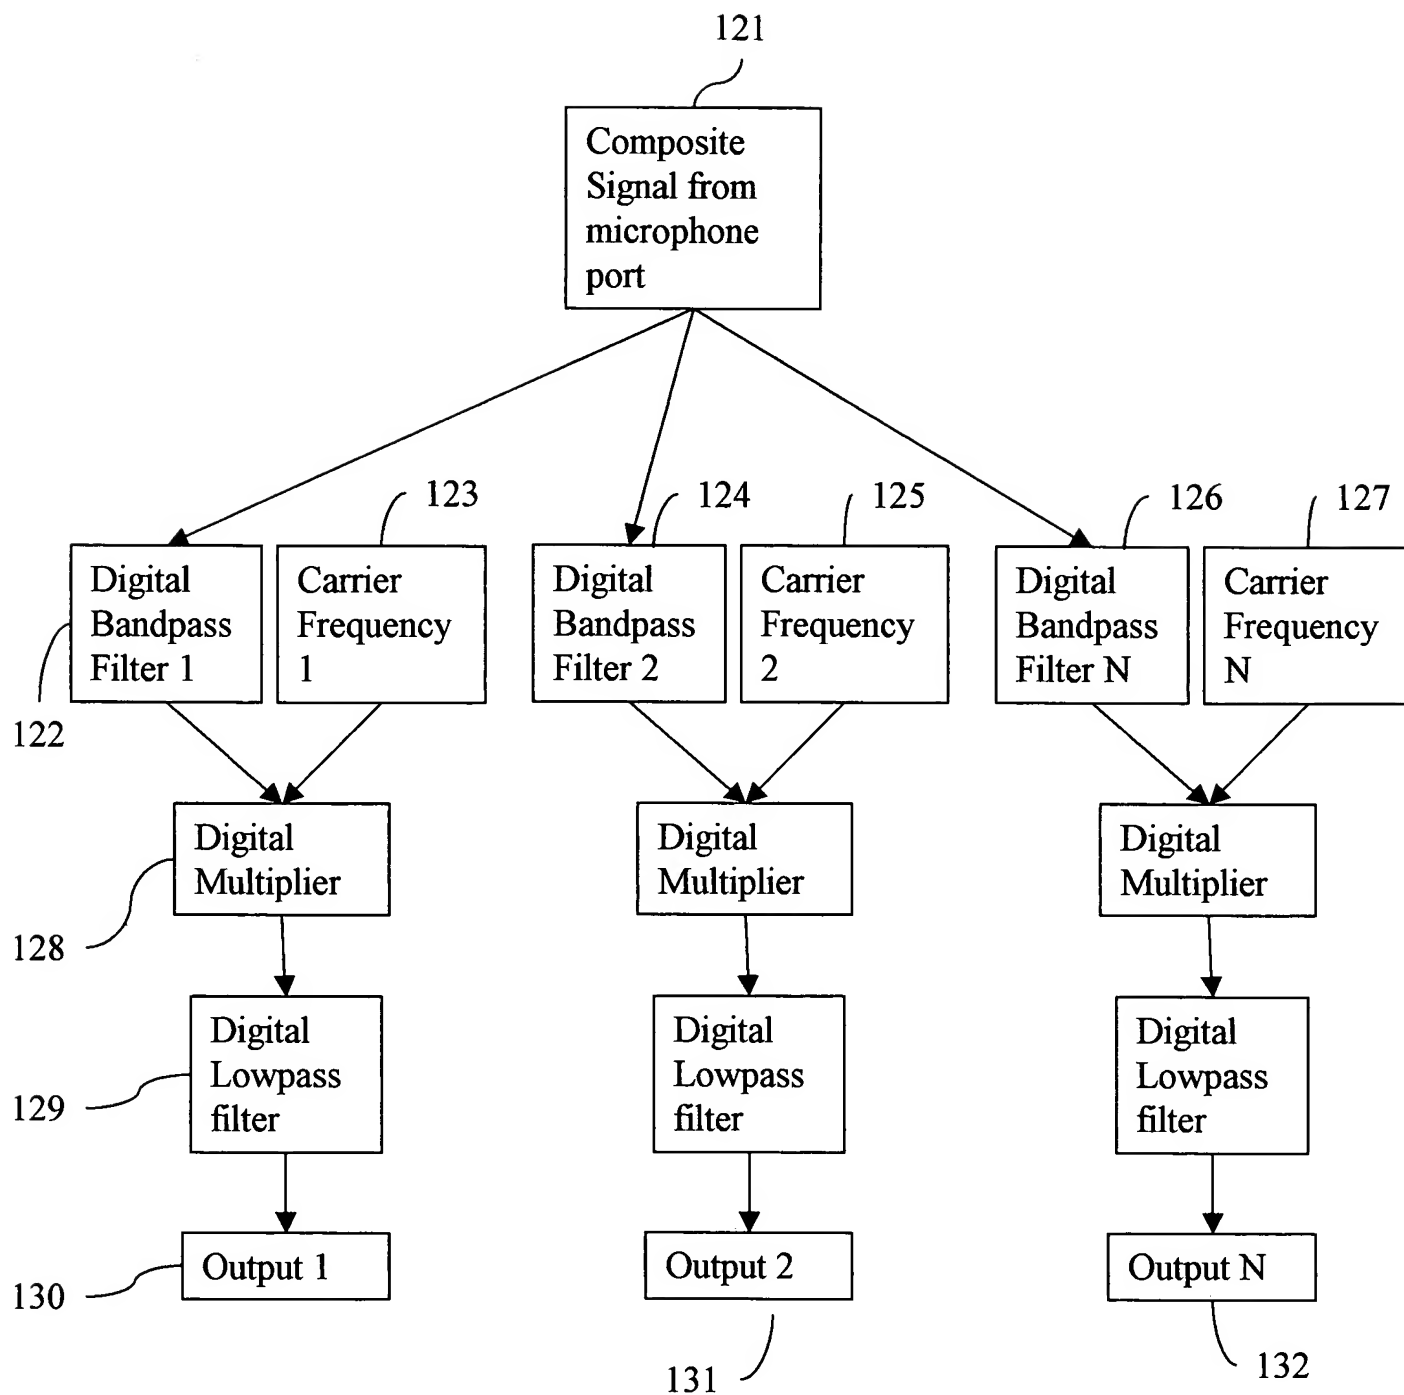 121
Composite
Signal from
microphone
port
123
124
125
126
127
Digital
Bandpass
Filter 1
Carrier
Frequency
1
Digital
Bandpass
Filter 2
Carrier
Frequency
2
Digital
Bandpass
Filter N
Carrier
Frequency
N
122
Digital
Multiplier
Digital
Multiplier
Digital
Multiplier
128
Digital
Lowpass
filter
Digital
Lowpass
filter
Digital
Lowpass
filter
129
Output 1
Output 2
Output N
130
131
132